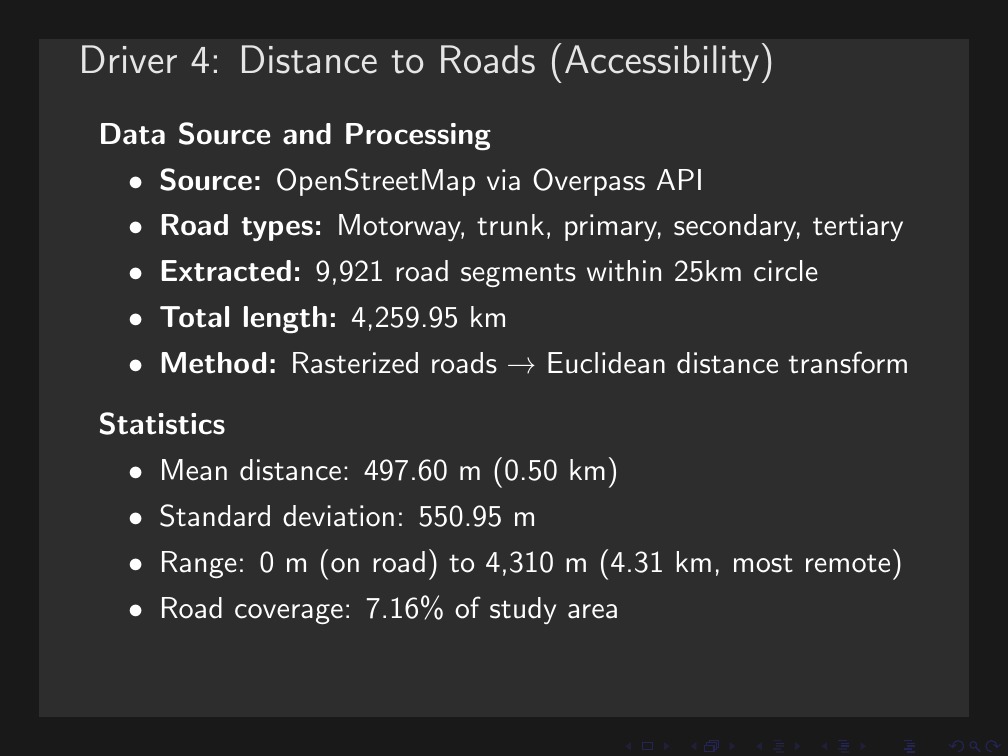 Driver 4: Distance to Roads (Accessibility)
Data Source and Processing
• Source: OpenStreetMap via Overpass API
• Road types: Motorway, trunk, primary, secondary, tertiary
• Extracted: 9,921 road segments within 25km circle
• Total length: 4,259.95 km
• Method: Rasterized roads → Euclidean distance transform
Statistics
• Mean distance: 497.60 m (0.50 km)
• Standard deviation: 550.95 m
• Range: 0 m (on road) to 4,310 m (4.31 km, most remote)
• Road coverage: 7.16% of study area